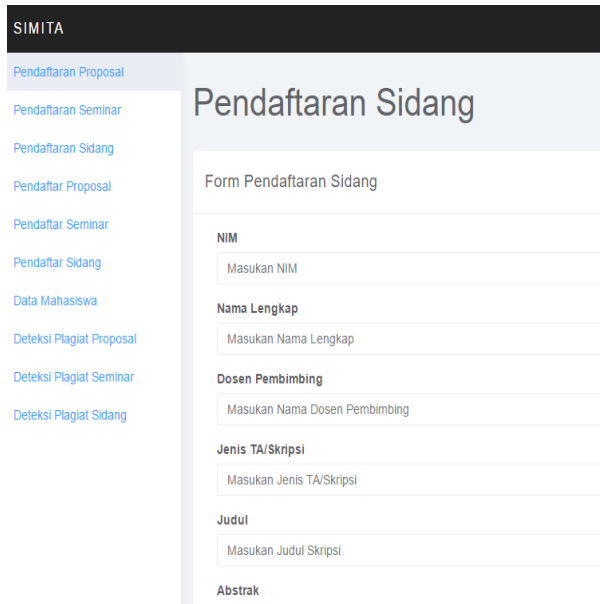 SIMITA
Pendaftaran Proposal
Pendaftaran Seminar
Pendaftaran Sidang
Pendaftar Proposal
Pendaftar Seminar
Pendaftar Sidang
Data Mahasiswa
Deteksi Plagiat Proposal
Deteksi Plagiat Seminar
Deteksi Plagiat Sidang
Pendaftaran Sidang
Form Pendaftaran Sidang
NIM
Masukan NIM
Nama Lengkap
Masukan Nama Lengkap
Dosen Pembimbing
Masukan Nama Dosen Pembimbing
Jenis TA/Skripsi
Masukan Jenis TA/Skripsi
Judul
Masukan Judul Skripsi
Abstrak